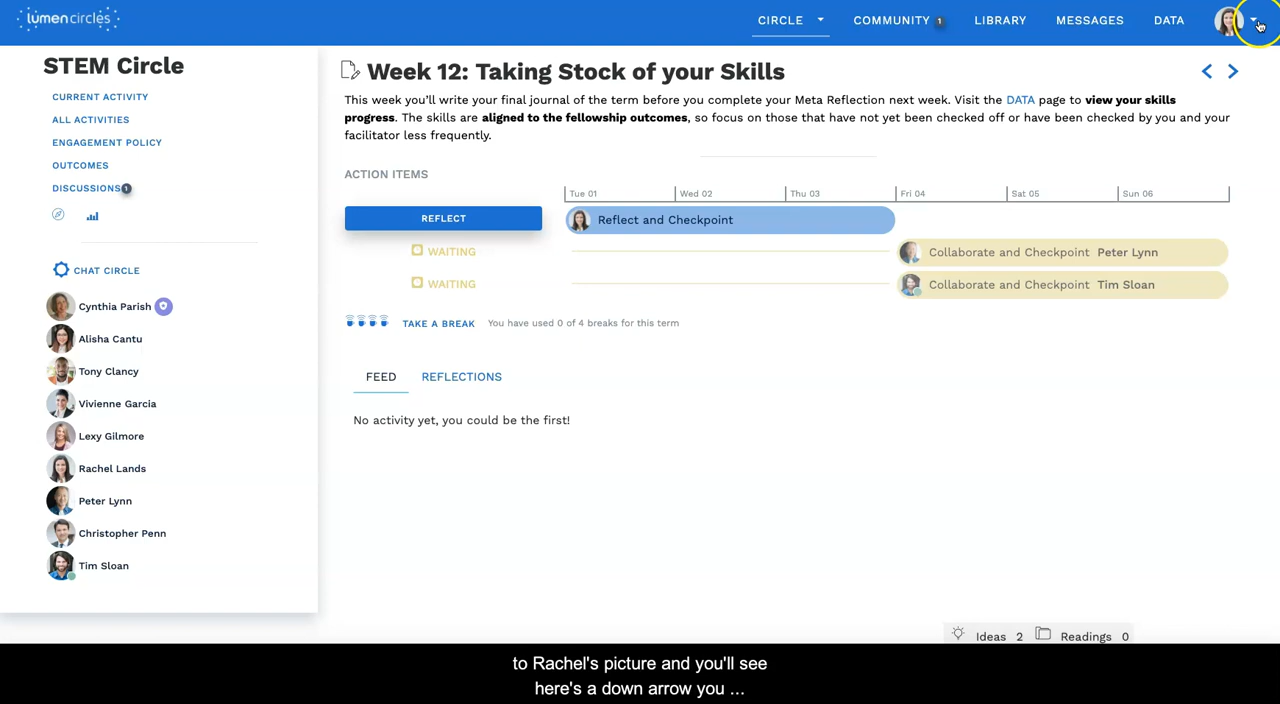 lumen circles
CIRCLE
COMMUNITY 1
LIBRARY
MESSAGES
DATA
STEM Circle
CURRENT ACTIVITY
ALL ACTIVITIES
ENGAGEMENT POLICY
OUTCOMES
DISCUSSIONS 1
CHAT CIRCLE
Cynthia Parish
Alisha Cantu
Tony Clancy
Vivienne Garcia
Lexy Gilmore
Rachel Lands
Peter Lynn
Christopher Penn
Tim Sloan
Week 12: Taking Stock of your Skills
This week you'll write your final journal of the term before you complete your Meta Reflection next week. Visit the DATA page to view your skills
progress. The skills are aligned to the fellowship outcomes, so focus on those that have not yet been checked off or have been checked by you and your
facilitator less frequently.
ACTION ITEMS
Tue 01
Wed 02
Thu 03
Fri 04
Sat 05
Sun 06
REFLECT
Reflect and Checkpoint
WAITING
Collaborate and Checkpoint Peter Lynn
WAITING
Collaborate and Checkpoint Tim Sloan
TAKE A BREAK
You have used 0 of 4 breaks for this term
FEED
REFLECTIONS
No activity yet, you could be the first!
Ideas 2
Readings 0
to Rachel's picture and you'll see
here's a down arrow you ...